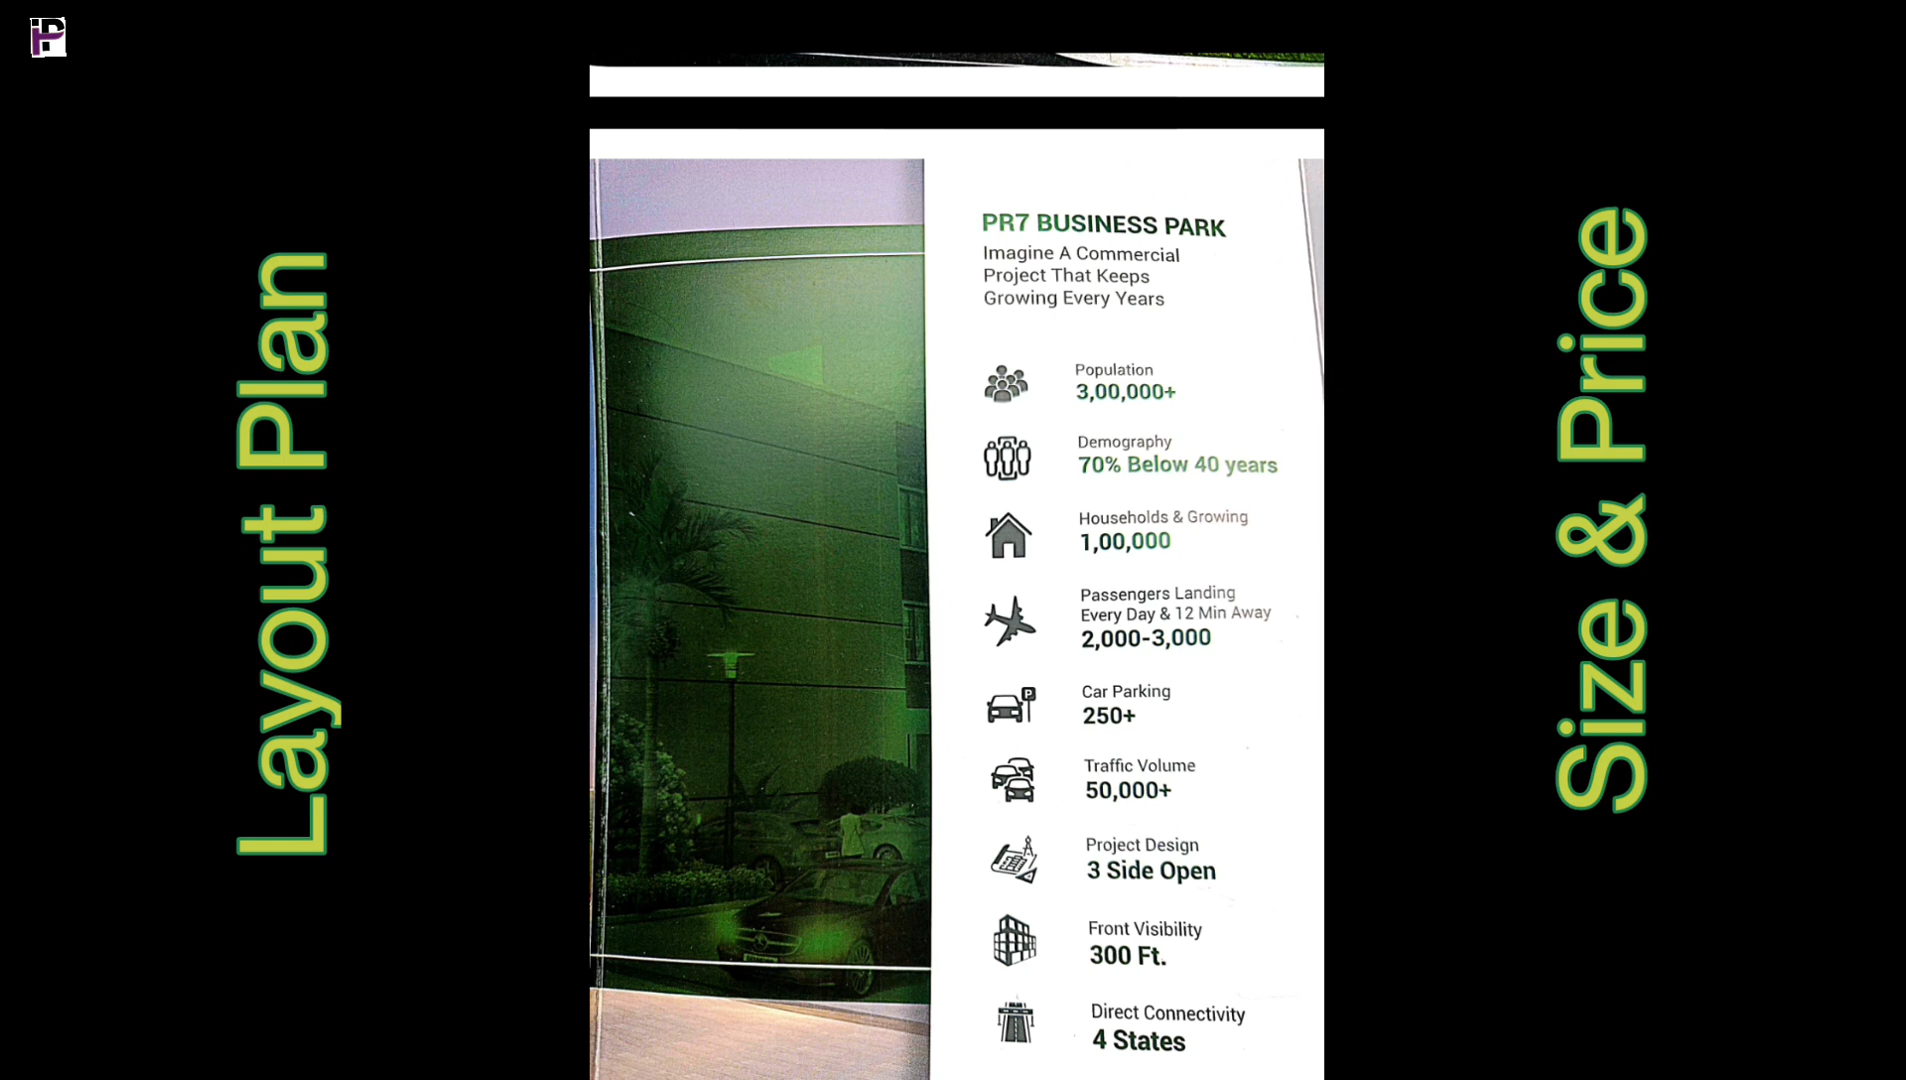 Layout Plan
PR7 BUSINESS PARK
Imagine A Commercial
Project That Keeps
Growing Every Years
Population
3,00,000+
Demography
70% Below 40 years
Households & Growing
1,00,000
Passengers Landing
Every Day & 12 Min Away
2,000-3,000
P
Car Parking
250+
Traffic Volume
50,000+
Project Design
3 Side Open
Front Visibility
300 Ft.
Direct Connectivity
4 States
Size & Price